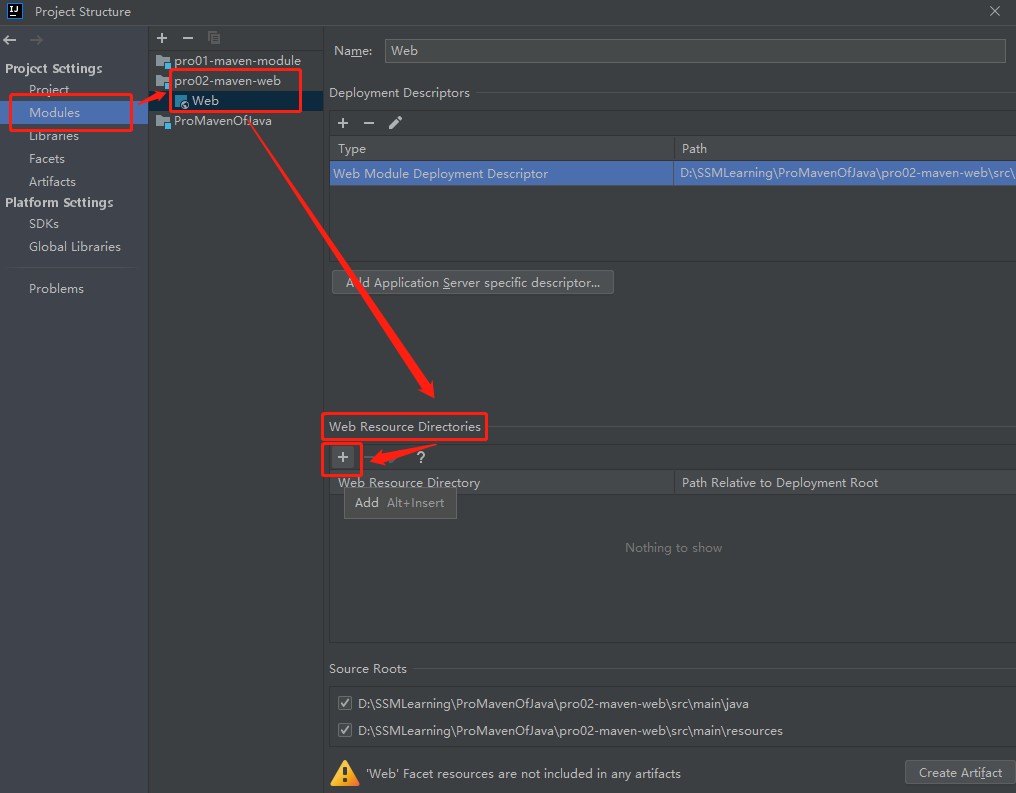 Project Structure
Project Settings
Project
Modules
Libraries
Facets
Artifacts
Platform Settings
SDKs
Global Libraries
Problems
pro01-maven-module
pro02-maven-web
Web
ProMavenOfJava
Name: Web
Deployment Descriptors
Type Path
Web Module Deployment Descriptor D:\SSMLearning\ProMavenOfJava\pro02-maven-web\src\
Add Application Server specific descriptor...
Web Resource Directories
?
Web Resource Directory Path Relative to Deployment Root
Add Alt+Insert
Nothing to show
Source Roots
D:\SSMLearning\ProMavenOfJava\pro02-maven-web\src\main\java
D:\SSMLearning\ProMavenOfJava\pro02-maven-web\src\main\resources
'Web' Facet resources are not included in any artifacts
Create Artifact